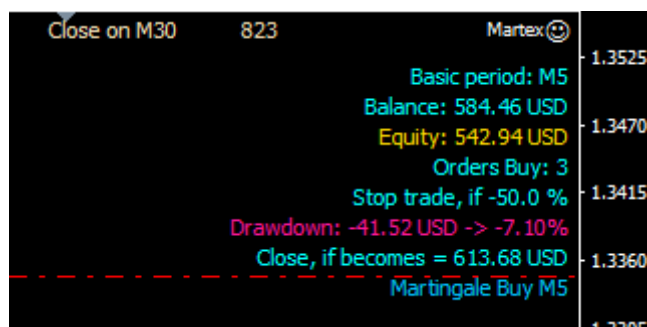 Close on M30 823 Martex☺
1.3525
Basic period: M5
Balance: 584.46 USD
1.3470
Equity: 542.94 USD
Orders Buy: 3
Stop trade, if -50.0 %
1.3415
Drawdown: -41.52 USD -> -7.10%
Close, if becomes = 613.68 USD
1.3360
Martingale Buy M5